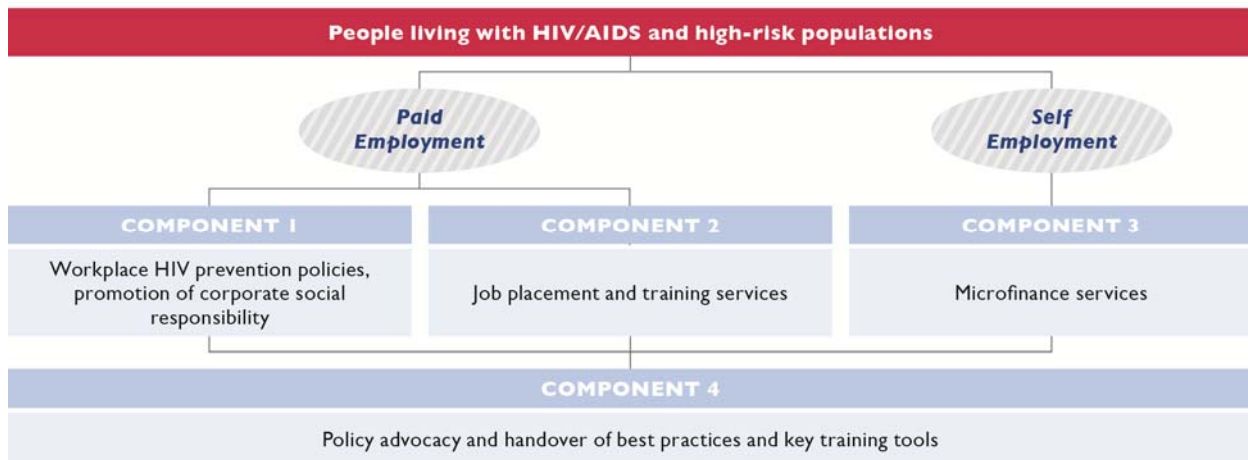 People living with HIV/AIDS and high-risk populations
Paid
Employment
Self
Employment
COMPONENT 1
COMPONENT 2
COMPONENT 3
Workplace HIV prevention policies,
promotion of corporate social
responsibility
Job placement and training services
Microfinance services
COMPONENT 4
Policy advocacy and handover of best practices and key training tools